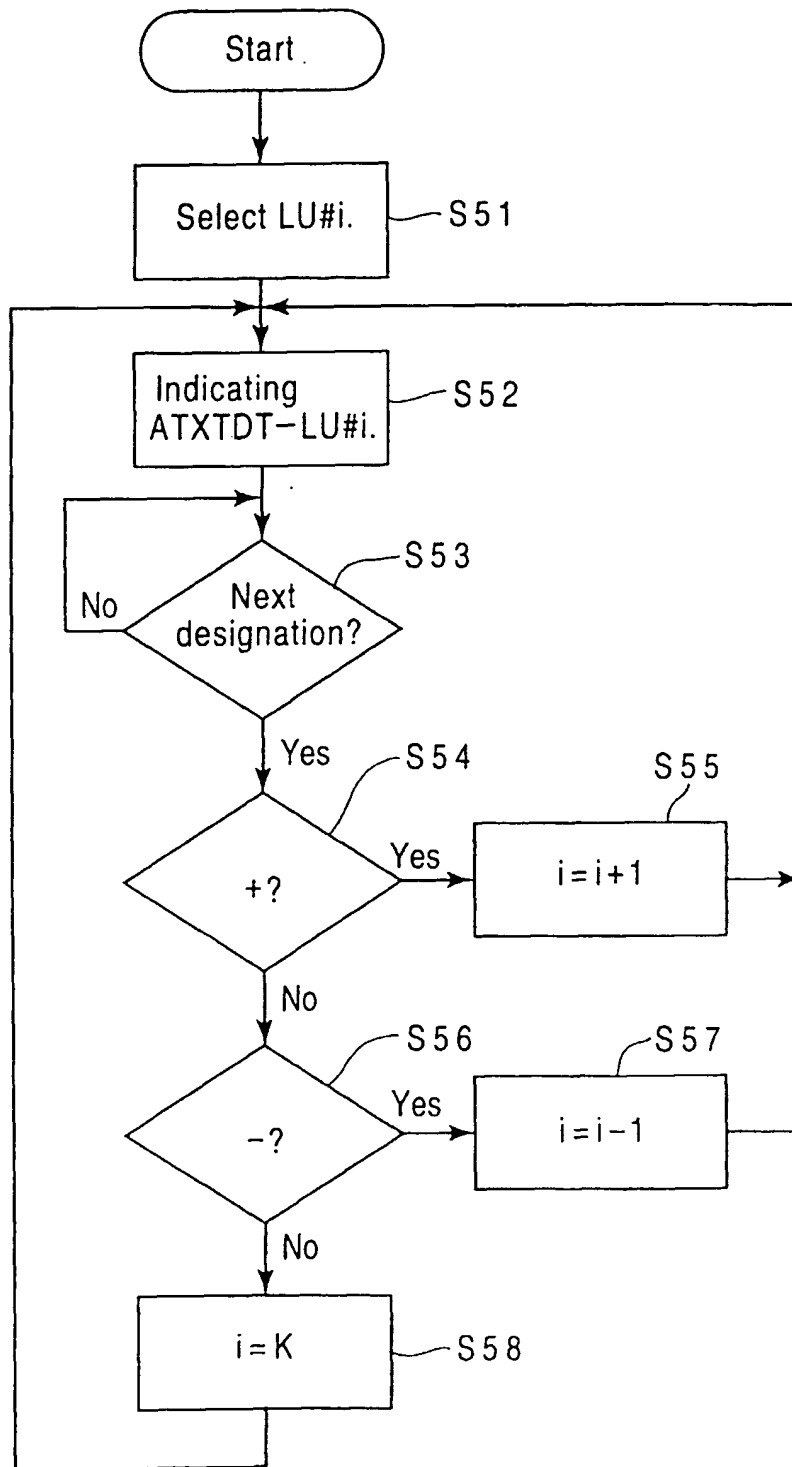 Start
Select LU#i.
S51
Indicating
ATXTDT-LU#i.
S52
S53
Next
designation?
No
Yes
S54
+?
Yes
S55
i=i+1
No
S56
-?
Yes
S57
i=i-1
No
i=K
S58